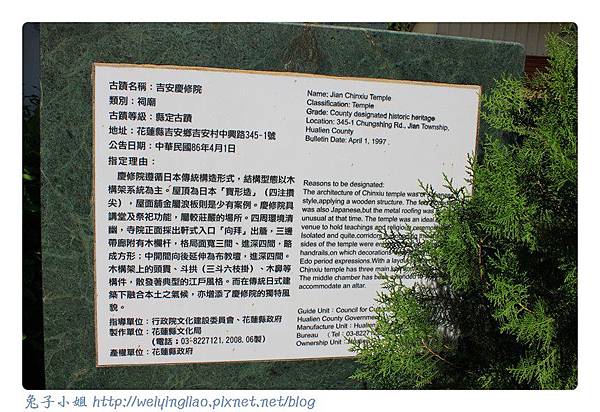 古蹟名稱：吉安慶修院
類別：祠廟
古蹟等級：縣定古蹟
地址：花蓮縣吉安鄉吉安村中興路345-1號
公告日期：中華民國86年4月1日
指定理由：
慶修院遵循日本傳統構造形式，結構型態以木
構架系統為主。屋頂為日本「寶形造」（四注攢
尖），屋面舖金屬浪板則是少有案例。慶修院具
講堂及祭祀功能，屬較莊嚴的場所。四周環境清
幽，寺院正面探出軒式入口「向拜」出簷，三邊
帶廊附有木欄杆，格局面寬三間、進深四間，略
成方形；中間間向後延伸為布教壇，進深四間。
木構架上的頭貫、斗拱（三斗六枝掛）、木鼻等
構件，散發著典型的江戶風格。而在傳統日式建
築下融合本土之氣候，亦增添了慶修院的獨特風
貌。
指導單位：行政院文化建設委員會、花蓮縣政府
製作單位：花蓮縣文化局
（電話：03-8227121, 2008. 06製）
產權單位：花蓮縣政府
Name: Jian Chinxiu Temple
Classification: Temple
Grade: County designated historic heritage
Location: 345-1 Chungshing Rd., Jian Township,
Hualien County
Bulletin Date: April 1, 1997
Reasons to be designated:
The architecture of Chinxiu temple was of Japanese
style,applying a wooden structure. The
was also Japanese,but the metal roofing was
unusual at that time. The temple was an ideal
venue to hold teachings and religious ceremonies
Isolated and quite,corridors
sides of the temple were
handrails,on which decorations
Edo period expressions.With a
Chinxiu temple has three main
The middle chamber has been
accommodate an altar.
Guide Unit：Council for
Hualien County Government
Manufacture Unit：Hualien
Bureau （Tel：03-8227
Ownership Unit：
兔子小姐 http://welyingliao.pixnet.net/blog